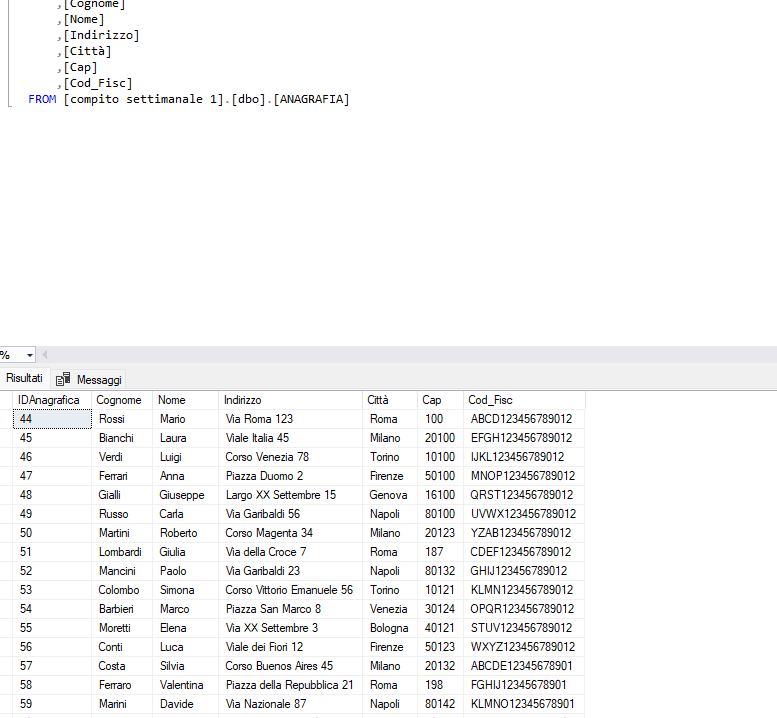 ,[Cognome]
,[Nome]
,[Indirizzo]
,[Città]
,[Cap]
,[Cod_Fisc]
FROM [compito settimanale 1].[dbo].[ANAGRAFIA]
%
Risultati Messaggi
IDAnagrafica Cognome Nome Indirizzo Città Cap Cod_Fisc
44 Rossi Mario Via Roma 123 Roma 100 ABCD123456789012
45 Bianchi Laura Viale Italia 45 Milano 20100 EFGH123456789012
46 Verdi Luigi Corso Venezia 78 Torino 10100 IJKL123456789012
47 Ferrari Anna Piazza Duomo 2 Firenze 50100 MNOP123456789012
48 Gialli Giuseppe Largo XX Settembre 15 Genova 16100 QRST123456789012
49 Russo Carla Via Garibaldi 56 Napoli 80100 UVWX123456789012
50 Martini Roberto Corso Magenta 34 Milano 20123 YZAB123456789012
51 Lombardi Giulia Via della Croce 7 Roma 187 CDEF123456789012
52 Mancini Paolo Via Garibaldi 23 Napoli 80132 GHIJ123456789012
53 Colombo Simona Corso Vittorio Emanuele 56 Torino 10121 KLMN123456789012
54 Barbieri Marco Piazza San Marco 8 Venezia 30124 OPQR123456789012
55 Moretti Elena Via XX Settembre 3 Bologna 40121 STUV123456789012
56 Conti Luca Viale dei Fiori 12 Firenze 50123 WXYZ123456789012
57 Costa Silvia Corso Buenos Aires 45 Milano 20132 ABCDE12345678901
58 Ferraro Valentina Piazza della Repubblica 21 Roma 198 FGHIJ12345678901
59 Marini Davide Via Nazionale 87 Napoli 80142 KLMNO12345678901